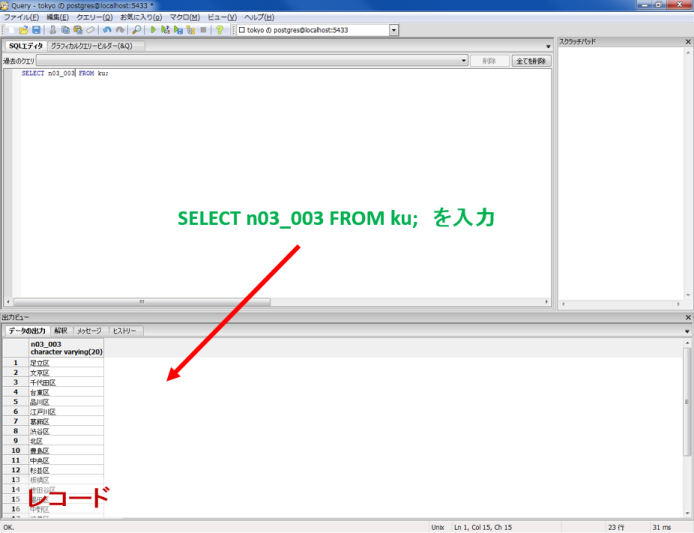 Query - tokyo の postgres@localhost:5433 *
ファイル(F) 編集(E) クエリー(Q) お気に入り(o) マクロ(M) ビュー(V) ヘルプ(H)
tokyo の postgres@localhost:5433
SQLエディタ グラフィカルクエリービルダー(&Q)
スクラッチパッド
過去のクエリ 削除 全てを削除
SELECT n03_003 FROM ku;
SELECT n03_003 FROM ku; を入力
出力ビュー
データの出力 解釈 メッセージ ヒストリー
n03_003
character varying(20)
1 足立区
2 文京区
3 千代田区
4 台東区
5 品川区
6 江戸川区
7 葛飾区
8 渋谷区
9 北区
10 豊島区
11 中央区
12 杉並区
13 板橋区
14
15
16 中野区
レコード
OK. Unix Ln 1, Col 15, Ch 15 23 行 31 ms